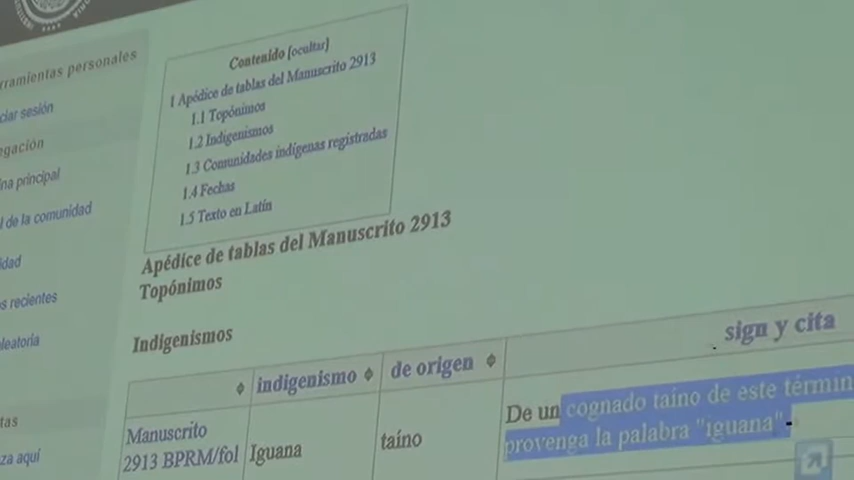 rramientas personales
ciar sesión
egación
na principal
l de la comunidad
idad
s recientes
leatoria
tas
za aquí
Contenido [ocultar]
1 Apédice de tablas del Manuscrito 2913
1.1 Topónimos
1.2 Indigenismos
1.3 Comunidades indígenas registradas
1.4 Fechas
1.5 Texto en Latín
Apédice de tablas del Manuscrito 2913
Topónimos
Indigenismos
indigenismo de origen sign y cita
Manuscrito
2913 BPRM/fol Iguana taíno
De un cognado taíno de este términ
provenga la palabra "iguana"